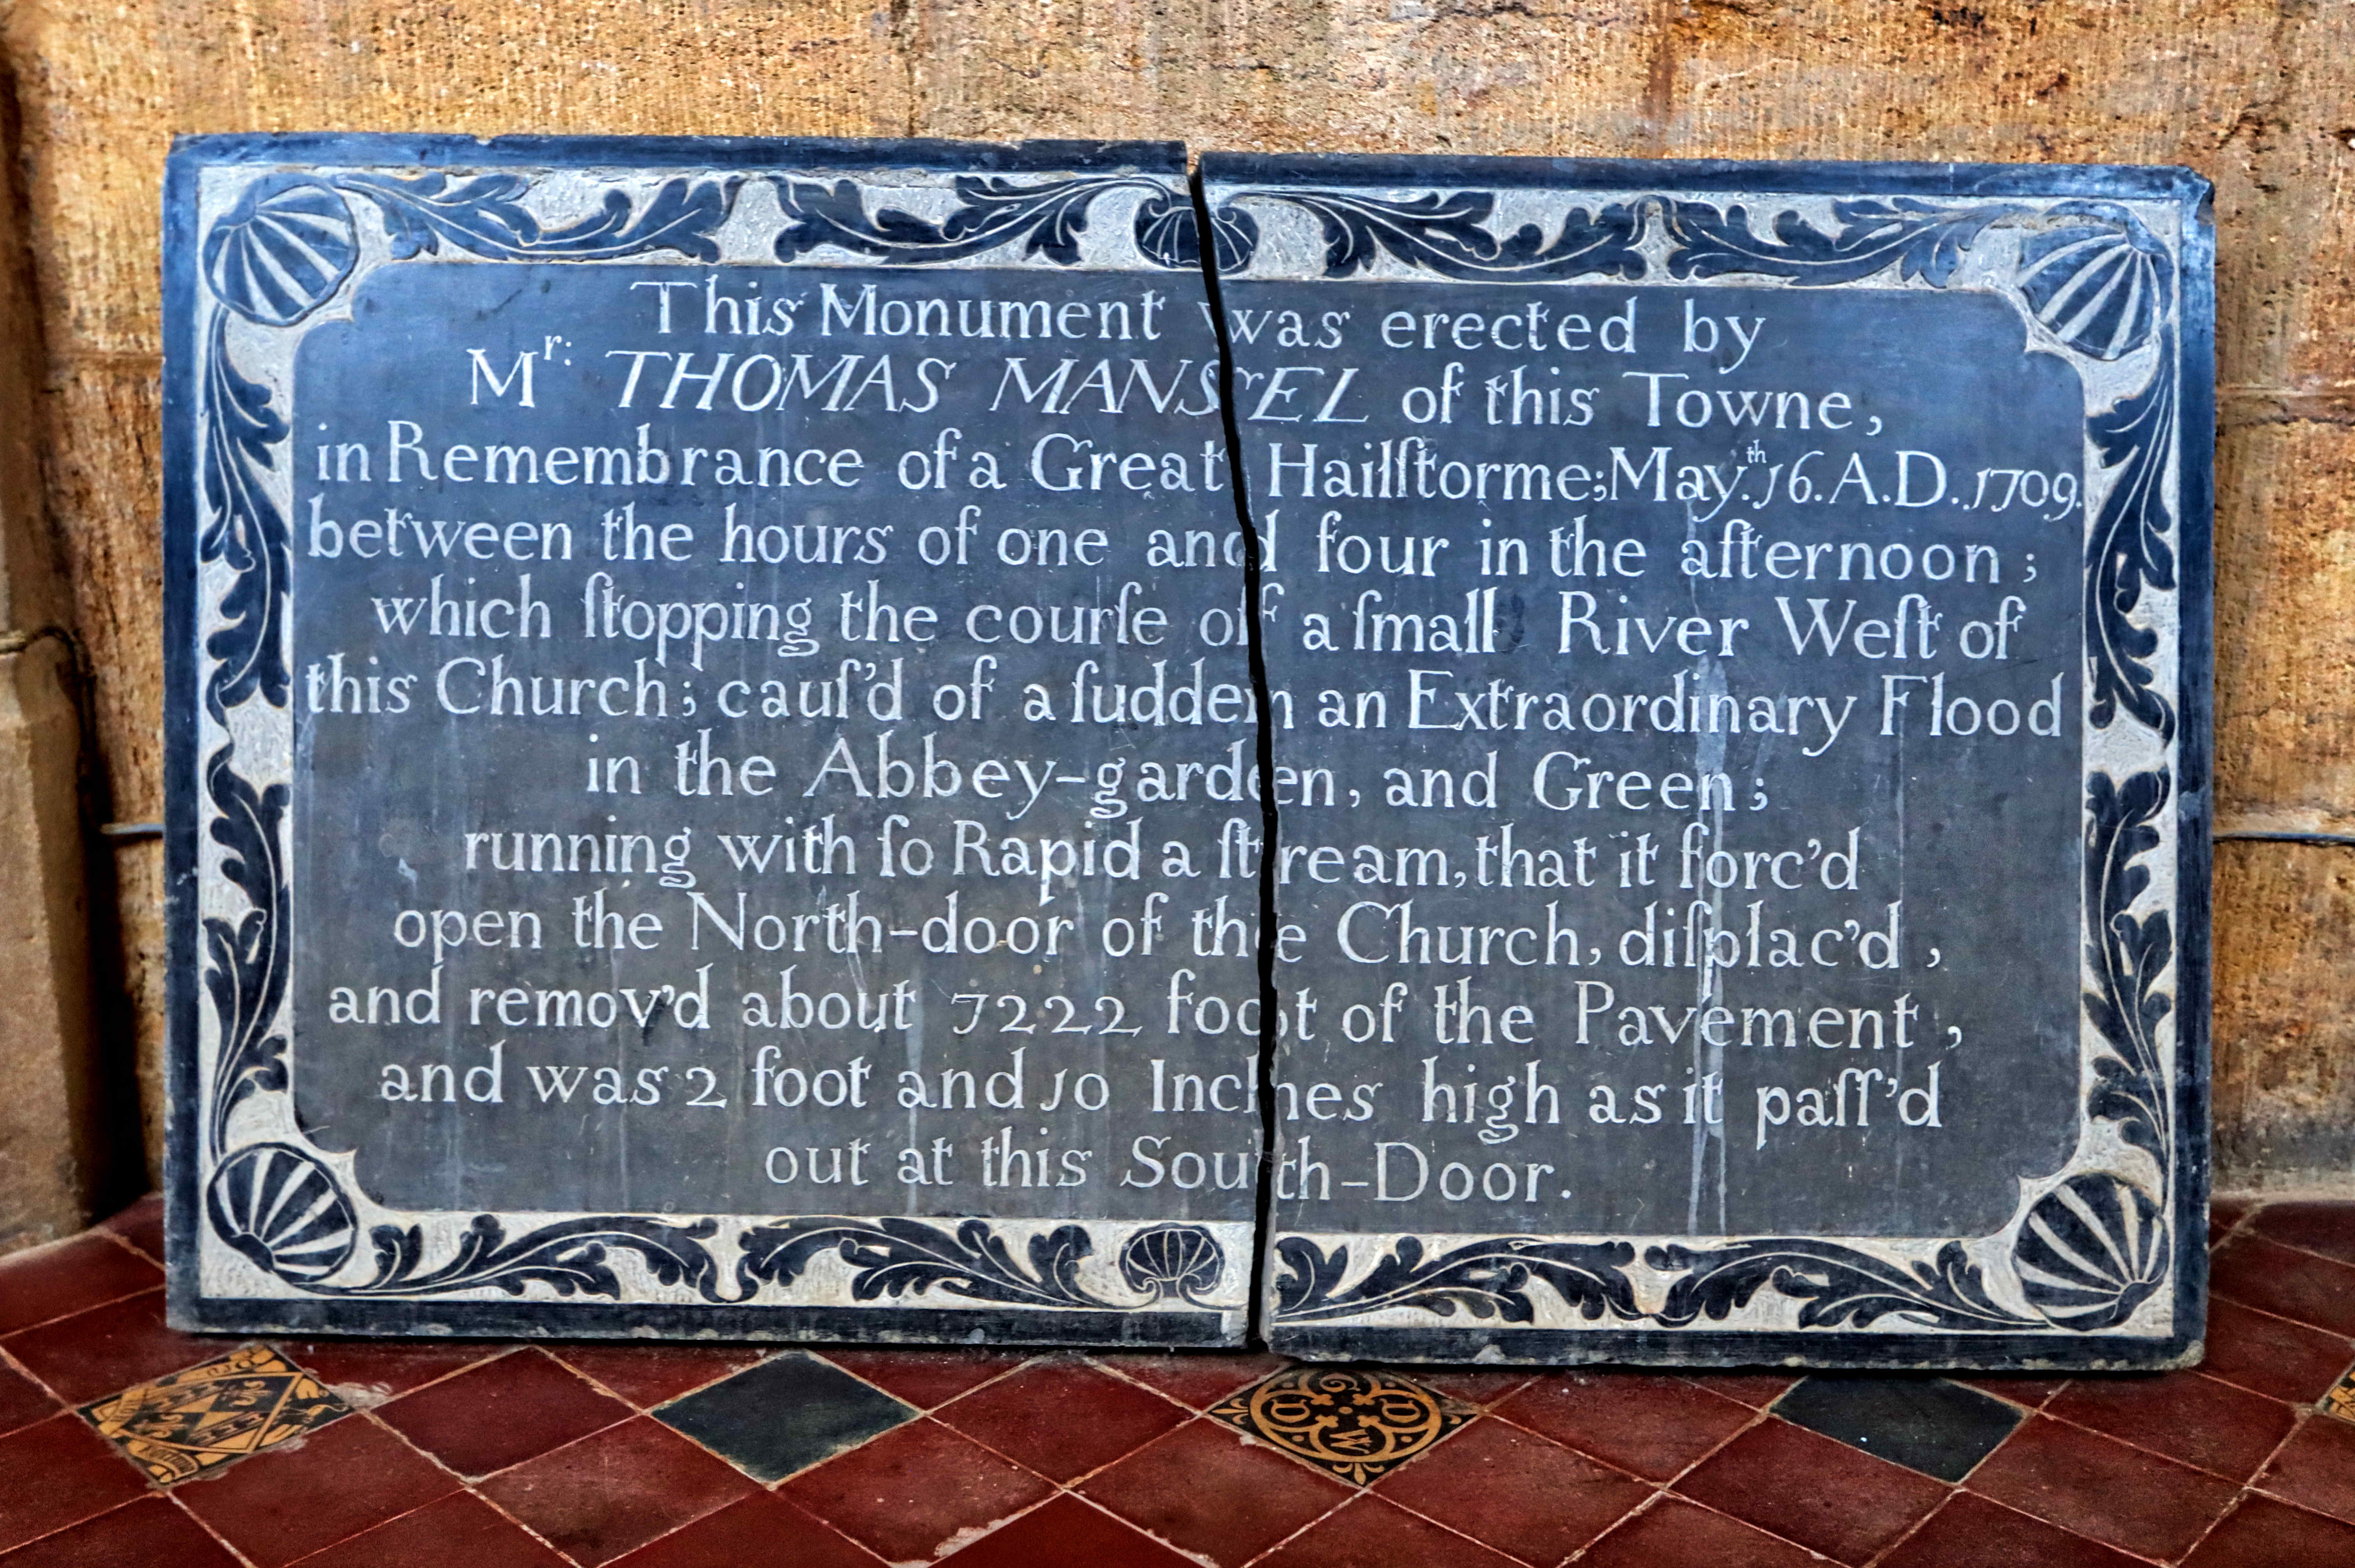 This Monument was erected by
Mr: THOMAS MANSEL of this Towne,
in Remembrance of a Great Hailſtorme; May.th 16. A.D. 1709.
between the hours of one and four in the afternoon;
which ſtopping the courſe of a ſmall River Weſt of
this Church; cauſ'd of a ſudden an Extraordinary Flood
in the Abbey-garden, and Green;
running with ſo Rapid a ſtream, that it forc'd
open the North-door of the Church, diſplac'd,
and remov'd about 1222 foot of the Pavement,
and was 2 foot and 10 Inches high as it paſſ'd
out at this South-Door.